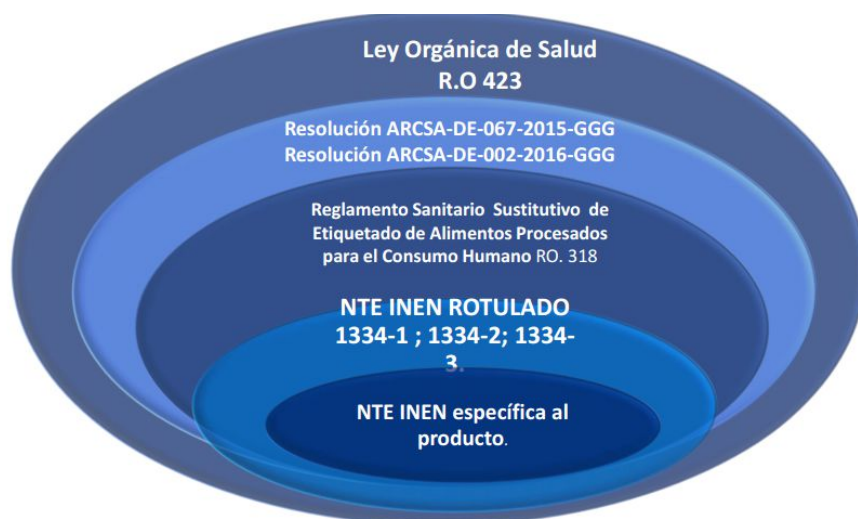 Ley Orgánica de Salud
R.O 423
Resolución ARCSA-DE-067-2015-GGG
Resolución ARCSA-DE-002-2016-GGG
Reglamento Sanitario Sustitutivo de
Etiquetado de Alimentos Procesados
para el Consumo Humano RO. 318
NTE INEN ROTULADO
1334-1 ; 1334-2; 1334-
3.
NTE INEN específica al
producto.